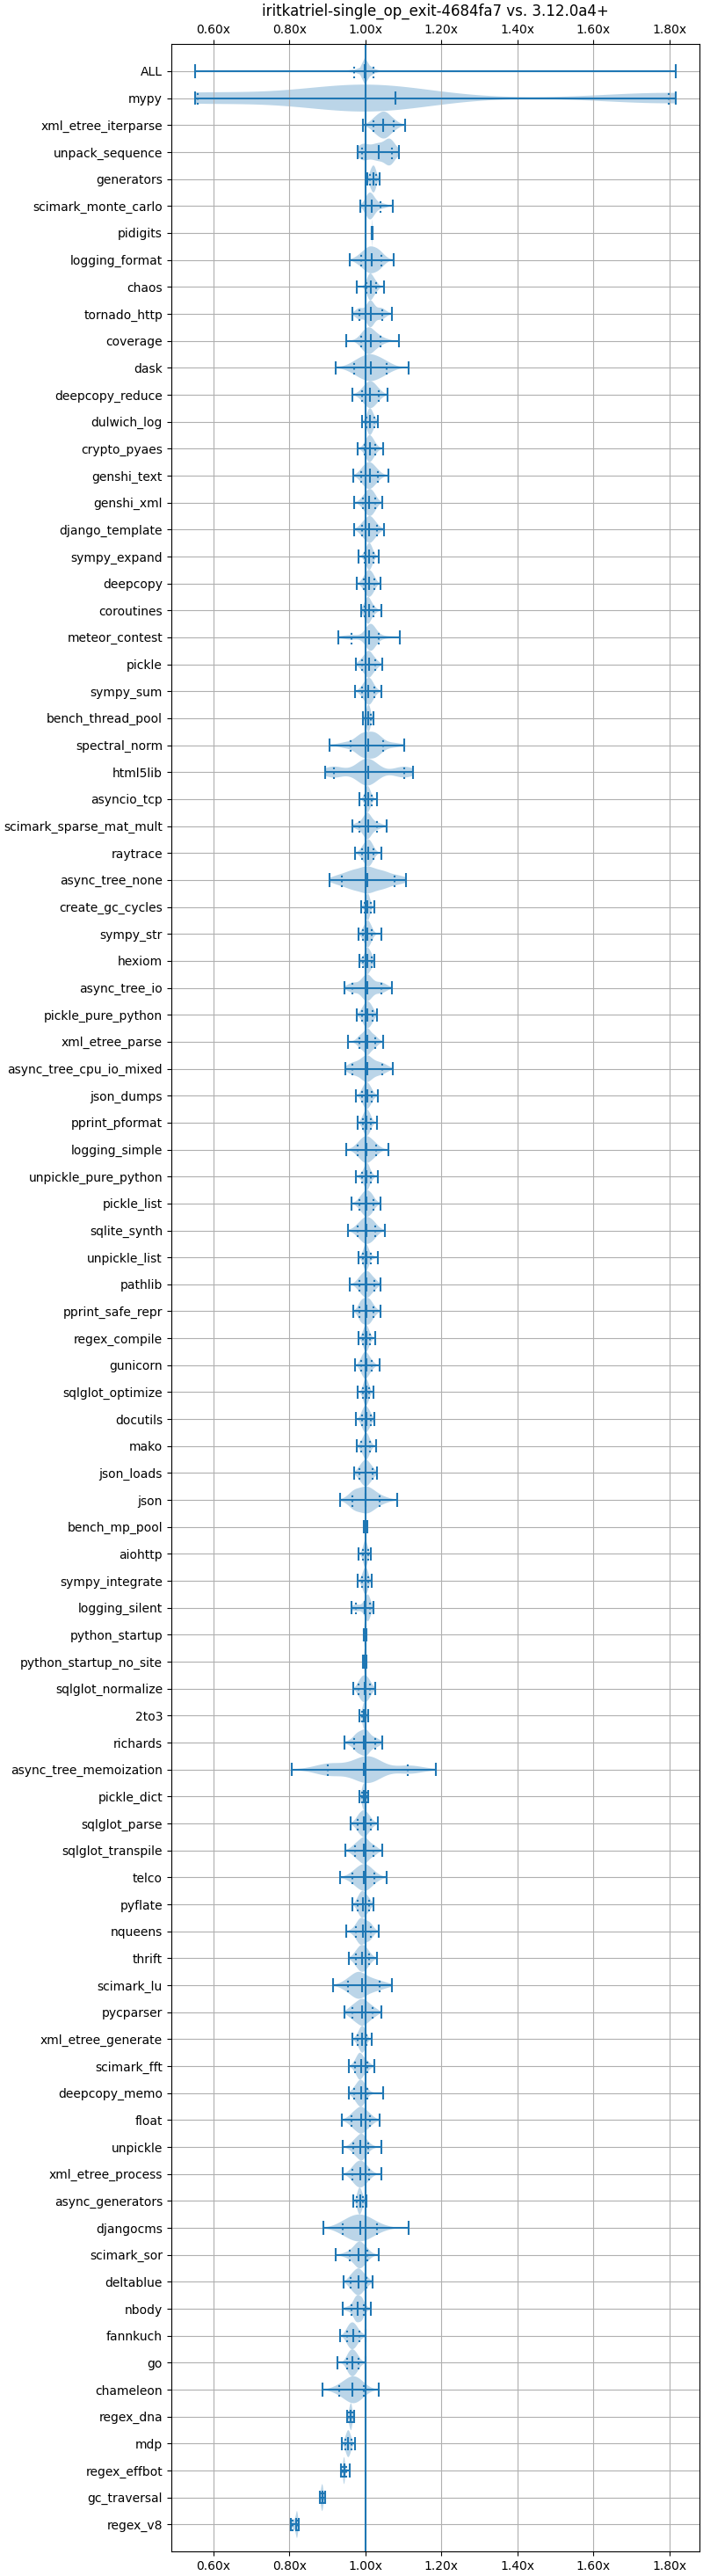 iritkatriel-single_op_exit-4684fa7 vs. 3.12.0a4+
0.60x 0.80x 1.00x 1.20x 1.40x 1.60x 1.80x
ALL
mypy
xml_etree_iterparse
unpack_sequence
generators
scimark_monte_carlo
pidigits
logging_format
chaos
tornado_http
coverage
dask
deepcopy_reduce
dulwich_log
crypto_pyaes
genshi_text
genshi_xml
django_template
sympy_expand
deepcopy
coroutines
meteor_contest
pickle
sympy_sum
bench_thread_pool
spectral_norm
html5lib
asyncio_tcp
scimark_sparse_mat_mult
raytrace
async_tree_none
create_gc_cycles
sympy_str
hexiom
async_tree_io
pickle_pure_python
xml_etree_parse
async_tree_cpu_io_mixed
json_dumps
pprint_pformat
logging_simple
unpickle_pure_python
pickle_list
sqlite_synth
unpickle_list
pathlib
pprint_safe_repr
regex_compile
gunicorn
sqlglot_optimize
docutils
mako
json_loads
json
bench_mp_pool
aiohttp
sympy_integrate
logging_silent
python_startup
python_startup_no_site
sqlglot_normalize
2to3
richards
async_tree_memoization
pickle_dict
sqlglot_parse
sqlglot_transpile
telco
pyflate
nqueens
thrift
scimark_lu
pycparser
xml_etree_generate
scimark_fft
deepcopy_memo
float
unpickle
xml_etree_process
async_generators
djangocms
scimark_sor
deltablue
nbody
fannkuch
go
chameleon
regex_dna
mdp
regex_effbot
gc_traversal
regex_v8
0.60x 0.80x 1.00x 1.20x 1.40x 1.60x 1.80x